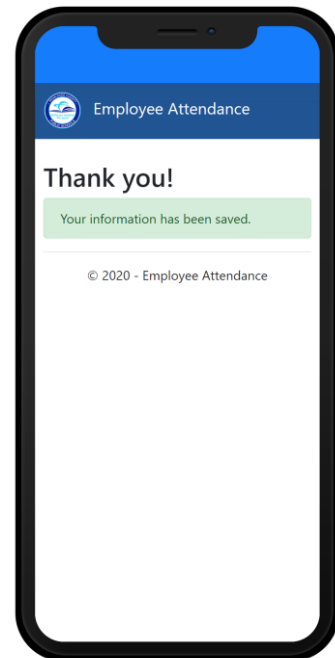 Employee Attendance
Thank you!
Your information has been saved.
© 2020 - Employee Attendance